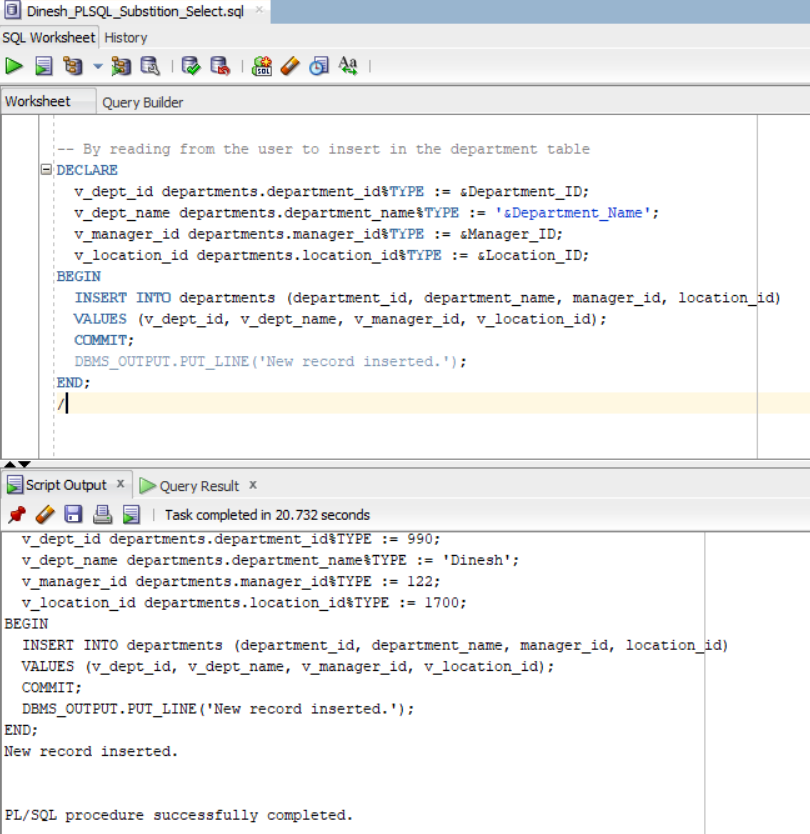 Dinesh_PLSQL_Substition_Select.sql
SQL Worksheet History
Worksheet Query Builder
-- By reading from the user to insert in the department table
DECLARE
v_dept_id departments.department_id%TYPE := &Department_ID;
v_dept_name departments.department_name%TYPE := '&Department_Name';
v_manager_id departments.manager_id%TYPE := &Manager_ID;
v_location_id departments.location_id%TYPE := &Location_ID;
BEGIN
INSERT INTO departments (department_id, department_name, manager_id, location_id)
VALUES (v_dept_id, v_dept_name, v_manager_id, v_location_id);
COMMIT;
DBMS_OUTPUT.PUT_LINE('New record inserted.');
END;
/
Script Output x Query Result x
Task completed in 20.732 seconds
v_dept_id departments.department_id%TYPE := 990;
v_dept_name departments.department_name%TYPE := 'Dinesh';
v_manager_id departments.manager_id%TYPE := 122;
v_location_id departments.location_id%TYPE := 1700;
BEGIN
INSERT INTO departments (department_id, department_name, manager_id, location_id)
VALUES (v_dept_id, v_dept_name, v_manager_id, v_location_id);
COMMIT;
DBMS_OUTPUT.PUT_LINE('New record inserted.');
END;
New record inserted.
PL/SQL procedure successfully completed.